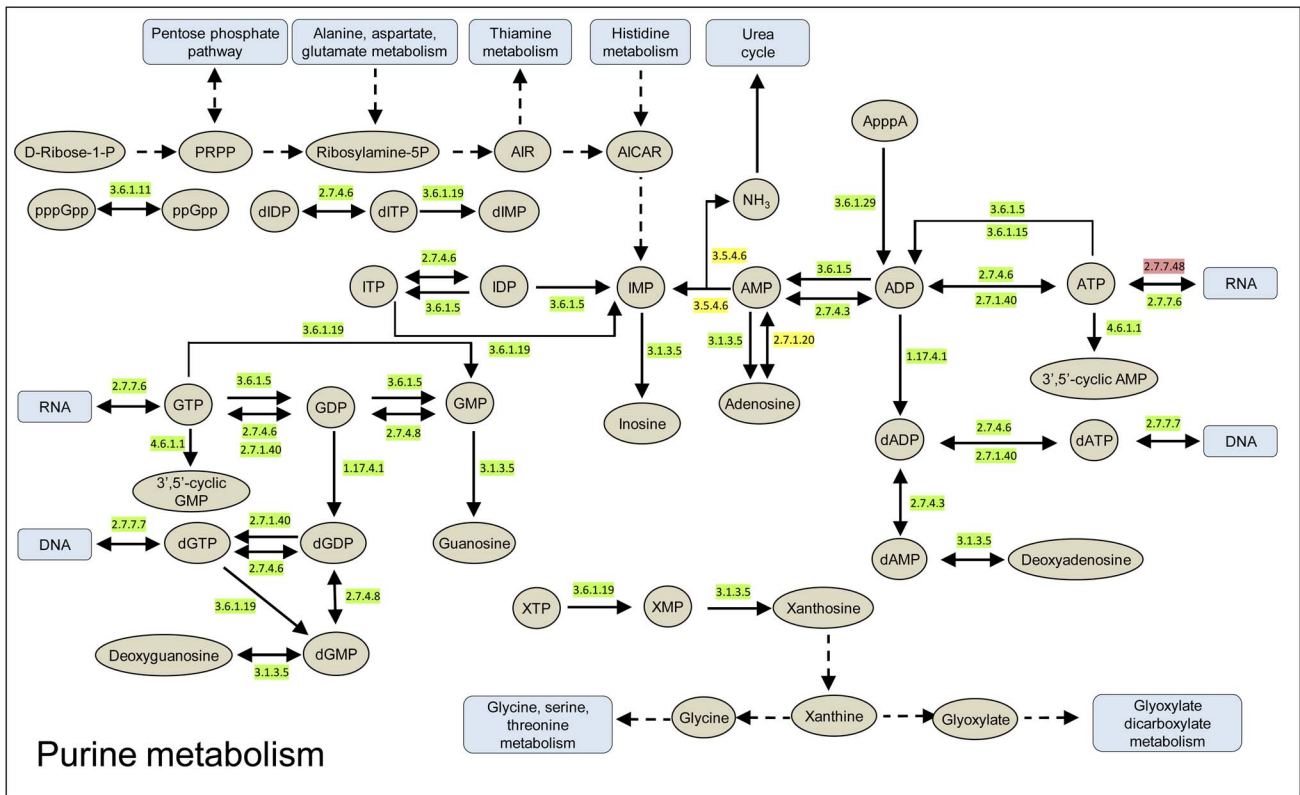 Pentose phosphate
pathway
Alanine, aspartate,
glutamate metabolism
Thiamine
metabolism
Histidine
metabolism
Urea
cycle
ApppA
D-Ribose-1-P
PRPP
Ribosylamine-5P
AIR
AICAR
3.6.1.11
pppGpp
ppGpp
2.7.4.6
3.6.1.19
dIDP
dITP
dIMP
NH3
3.6.1.29
3.6.1.5
3.6.1.15
2.7.4.6
ITP
IDP
3.6.1.5
3.6.1.5
IMP
3.5.4.6
3.5.4.6
AMP
3.6.1.5
2.7.4.3
ADP
2.7.4.6
2.7.1.40
ATP
2.7.7.48
2.7.7.6
RNA
3.6.1.19
3.6.1.19
3.1.3.5
3.1.3.5
2.7.1.20
1.17.4.1
4.6.1.1
3',5'-cyclic AMP
RNA
2.7.7.6
GTP
3.6.1.5
2.7.4.6
2.7.1.40
GDP
3.6.1.5
2.7.4.8
GMP
Inosine
Adenosine
4.6.1.1
3',5'-cyclic
GMP
1.17.4.1
3.1.3.5
dADP
2.7.4.6
2.7.1.40
dATP
2.7.7.7
DNA
2.7.4.3
DNA
2.7.7.7
dGTP
2.7.1.40
2.7.4.6
dGDP
Guanosine
dAMP
3.1.3.5
Deoxyadenosine
3.6.1.19
2.7.4.8
XTP
3.6.1.19
XMP
3.1.3.5
Xanthosine
Deoxyguanosine
3.1.3.5
dGMP
Glycine, serine,
threonine
metabolism
Glycine
Xanthine
Glyoxylate
Glyoxylate
dicarboxylate
metabolism
Purine metabolism